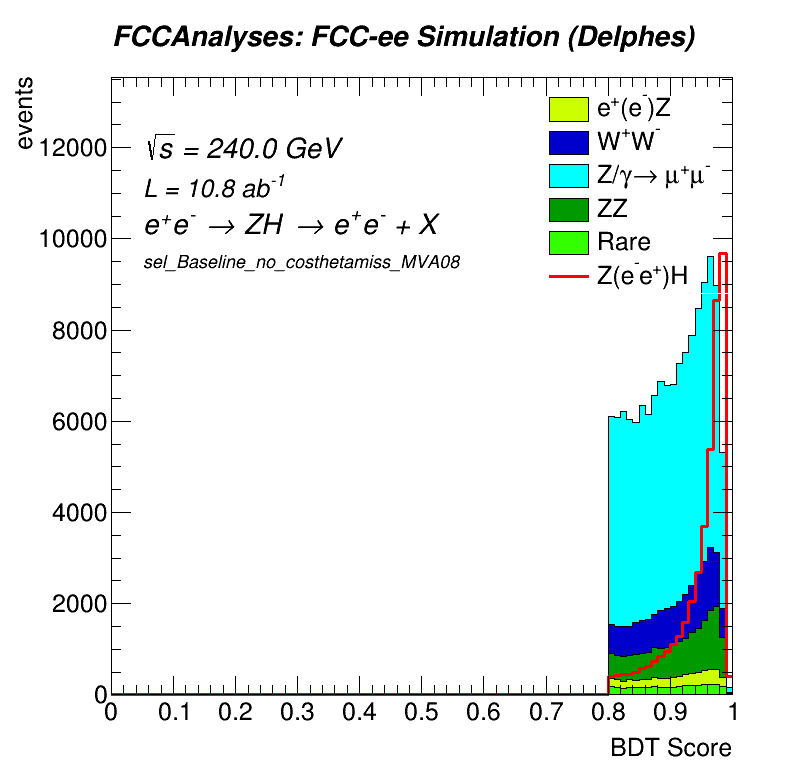 FCCAnalyses: FCC-ee Simulation (Delphes)
events
√s = 240.0 GeV
L = 10.8 ab⁻¹
e⁺e⁻ → ZH → e⁺e⁻ + X
sel_Baseline_no_costhetamiss_MVA08
e⁺(e⁻)Z
W⁺W⁻
Z/γ→ μ⁺μ⁻
ZZ
Rare
Z(e⁻e⁺)H
12000
10000
8000
6000
4000
2000
0
0 0.1 0.2 0.3 0.4 0.5 0.6 0.7 0.8 0.9 1
BDT Score